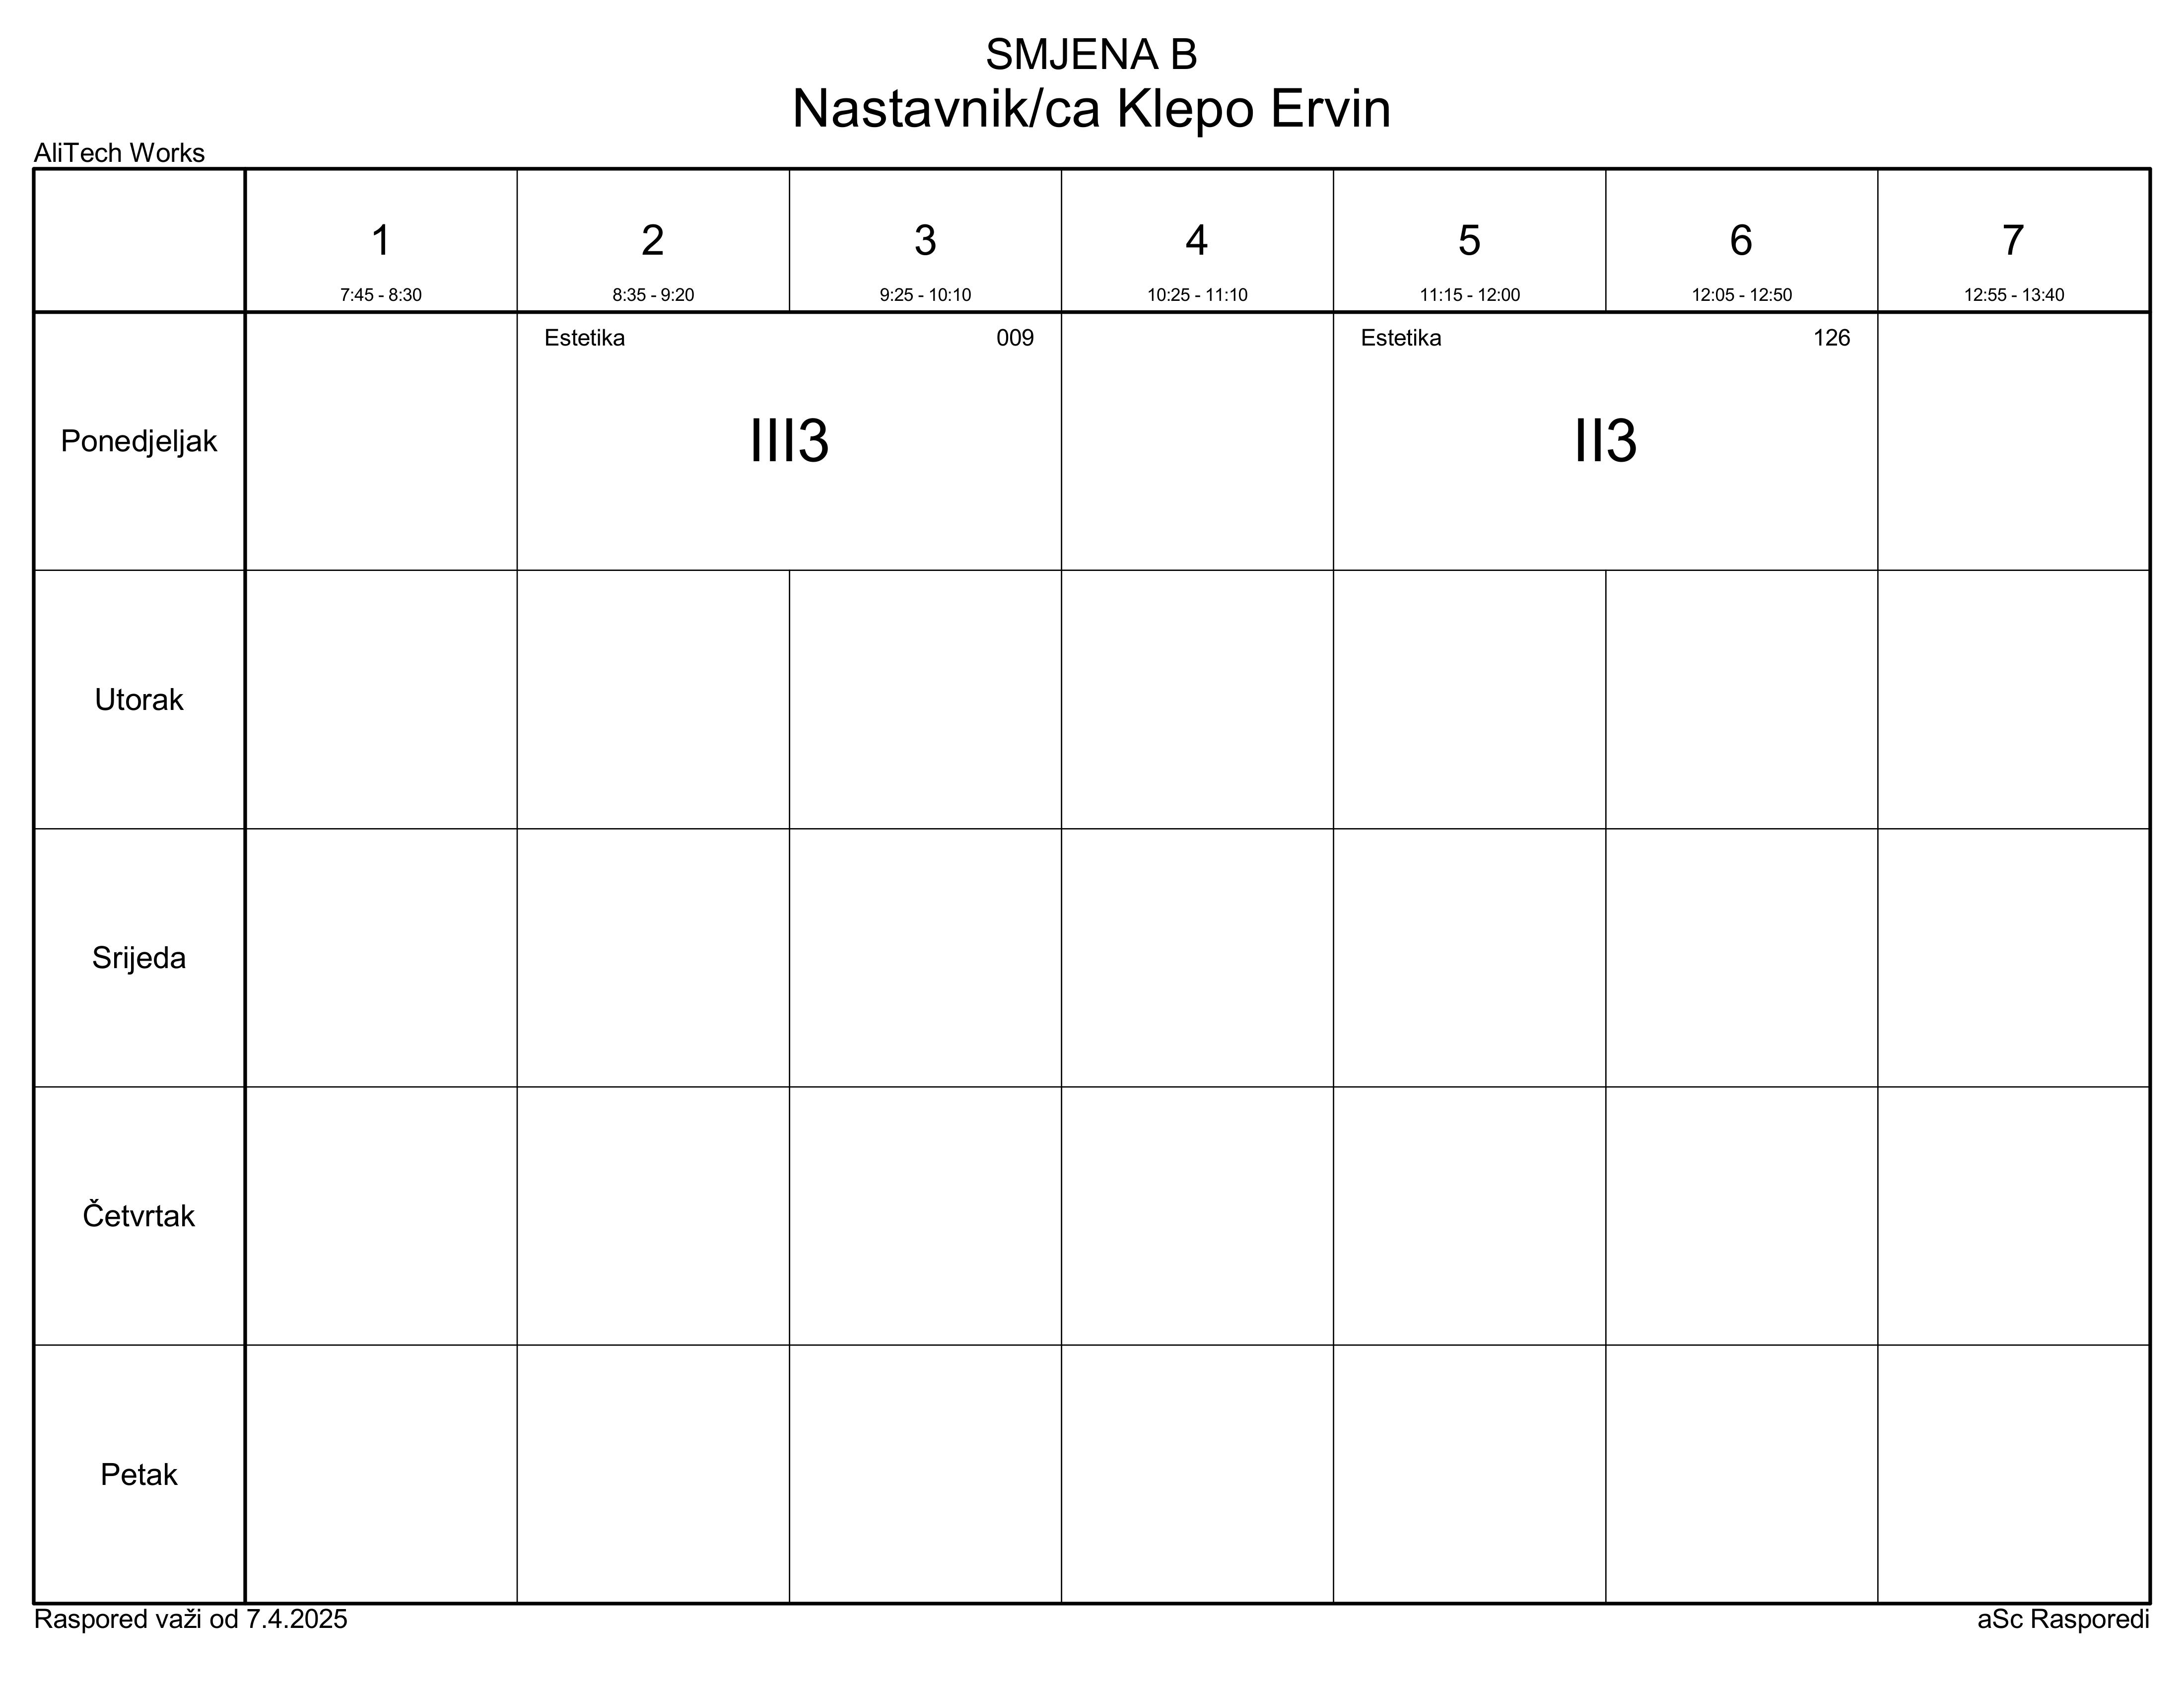 SMJENA B
Nastavnik/ca Klepo Ervin
AliTech Works
1 2 3 4 5 6 7
7:45 - 8:30 8:35 - 9:20 9:25 - 10:10 10:25 - 11:10 11:15 - 12:00 12:05 - 12:50 12:55 - 13:40
Estetika 009 Estetika 126
Ponedjeljak III3 II3
Utorak
Srijeda
Četvrtak
Petak
Raspored važi od 7.4.2025 aSc Rasporedi